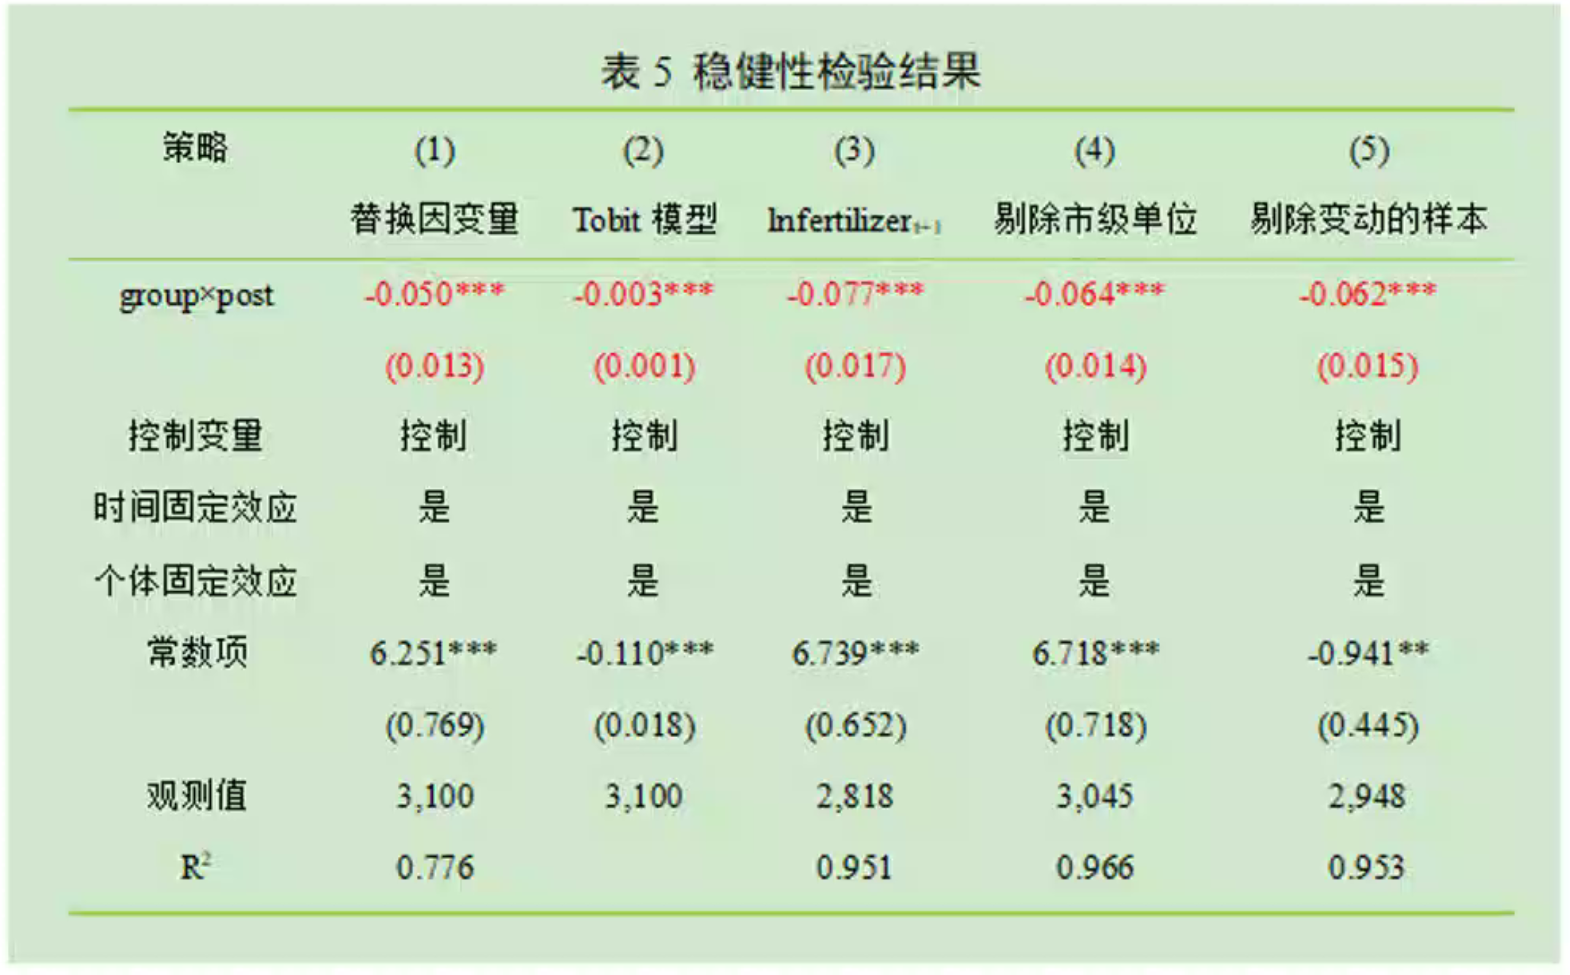 表 5 稳健性检验结果
策略 (1) (2) (3) (4) (5)
替换因变量 Tobit 模型 lnfertilizer t+1 剔除市级单位 剔除变动的样本
group×post -0.050*** -0.003*** -0.077*** -0.064*** -0.062***
(0.013) (0.001) (0.017) (0.014) (0.015)
控制变量 控制 控制 控制 控制 控制
时间固定效应 是 是 是 是 是
个体固定效应 是 是 是 是 是
常数项 6.251*** -0.110*** 6.739*** 6.718*** -0.941**
(0.769) (0.018) (0.652) (0.718) (0.445)
观测值 3,100 3,100 2,818 3,045 2,948
R² 0.776 0.951 0.966 0.953